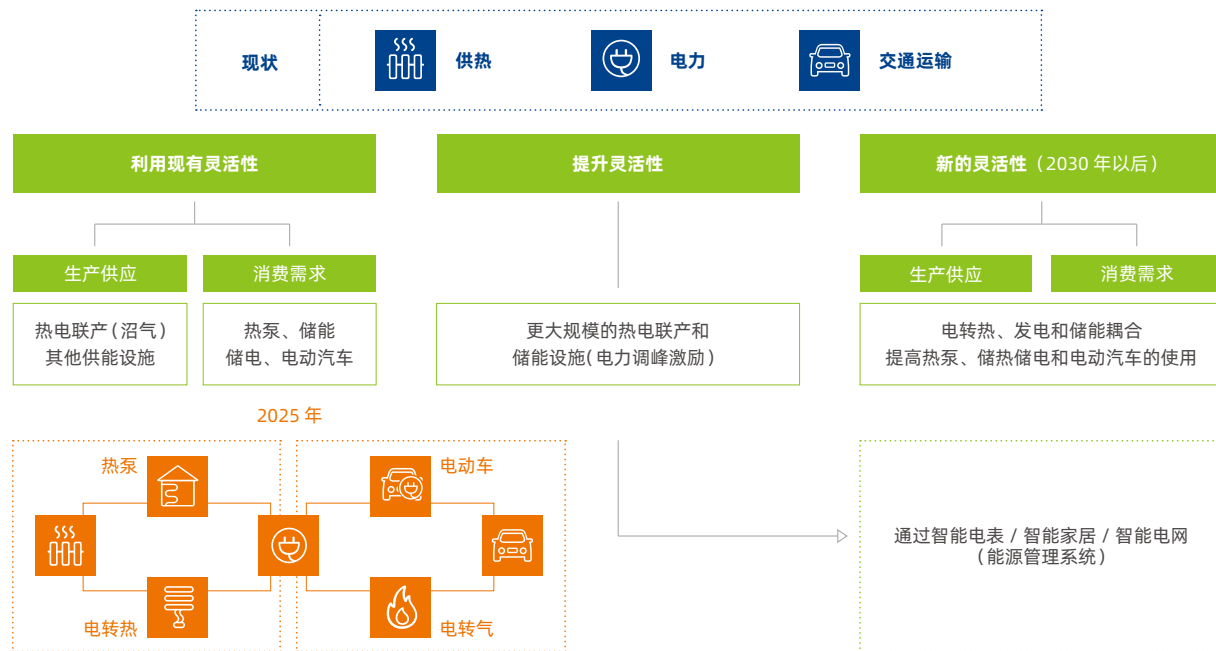 现状
供热
电力
交通运输
利用现有灵活性
提升灵活性
新的灵活性（2030 年以后）
生产供应
消费需求
生产供应
消费需求
热电联产（沼气）
其他供能设施
热泵、储能
储电、电动汽车
更大规模的热电联产和
储能设施（电力调峰激励）
电转热、发电和储能耦合
提高热泵、储热储电和电动汽车的使用
2025 年
热泵
电动车
电转热
电转气
通过智能电表 / 智能家居 / 智能电网
（能源管理系统）